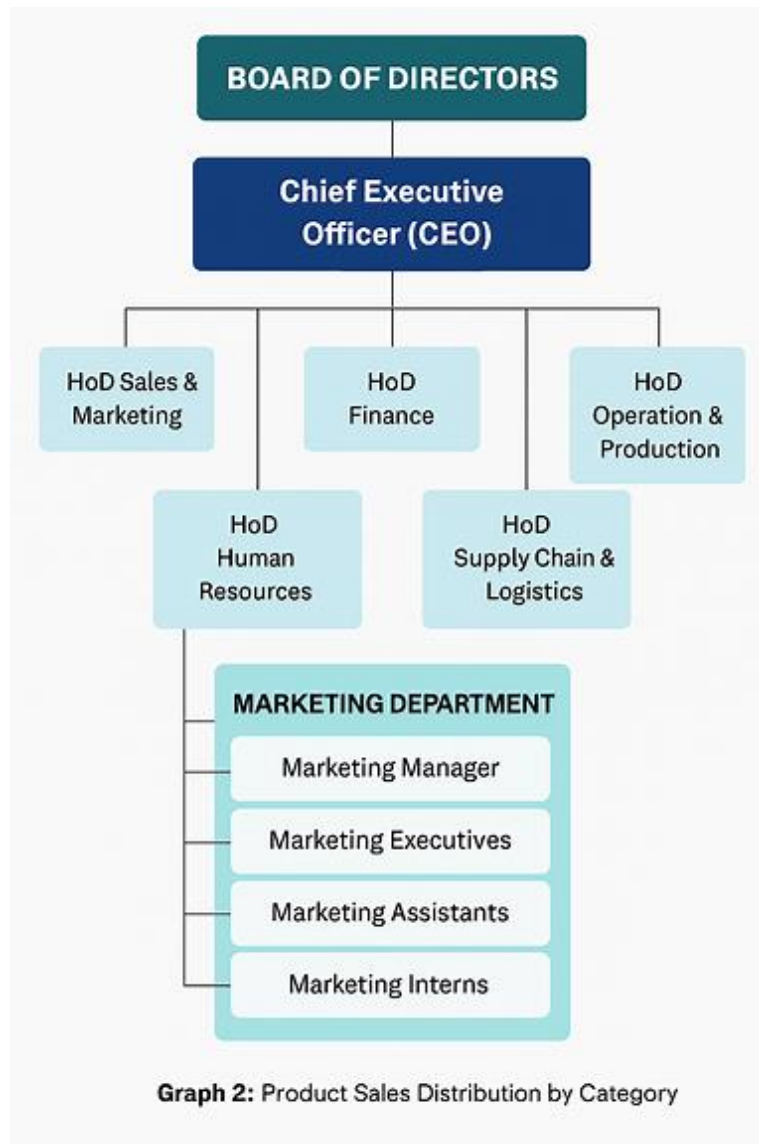 BOARD OF DIRECTORS
Chief Executive
Officer (CEO)
HoD Sales &
Marketing
HoD
Finance
HoD
Operation &
Production
HoD
Human
Resources
HoD
Supply Chain &
Logistics
MARKETING DEPARTMENT
Marketing Manager
Marketing Executives
Marketing Assistants
Marketing Interns
Graph 2: Product Sales Distribution by Category